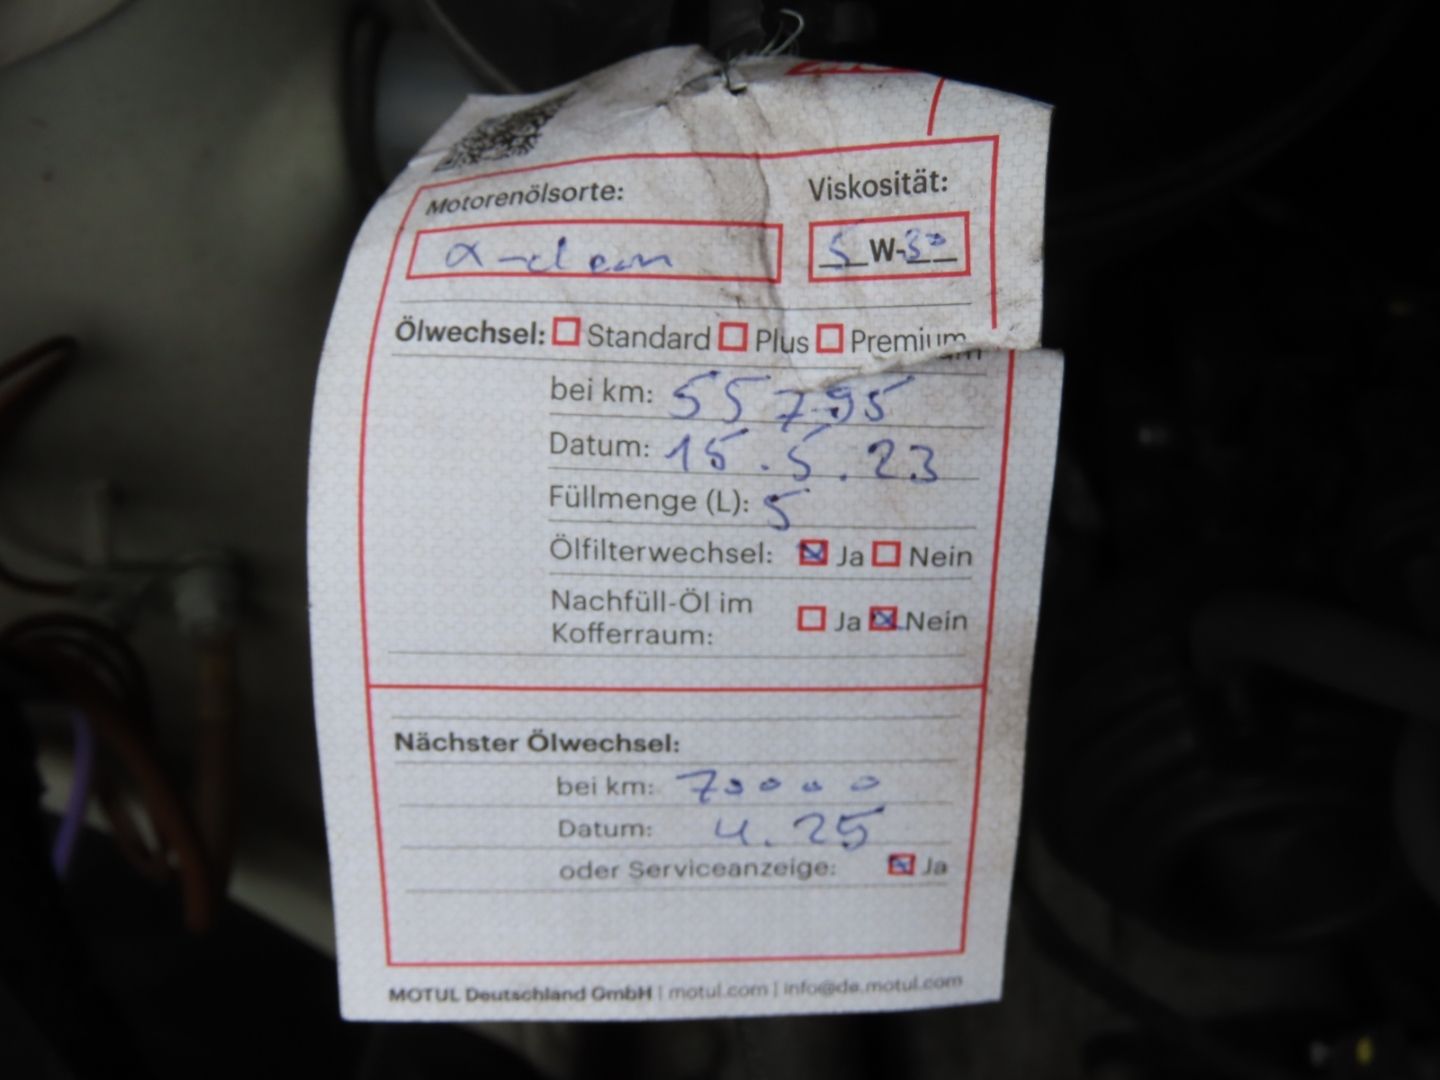 Motorenölsorte: Viskosität:
x-clean 5 W-30
Ölwechsel: Standard Plus Premium
bei km: 55795
Datum: 15.5.23
Füllmenge (L): 5
Ölfilterwechsel: Ja Nein
Nachfüll-Öl im
Kofferraum: Ja Nein
Nächster Ölwechsel:
bei km: 70000
Datum: 4.25
oder Serviceanzeige: Ja
MOTUL Deutschland GmbH | motul.com | info@de.motul.com